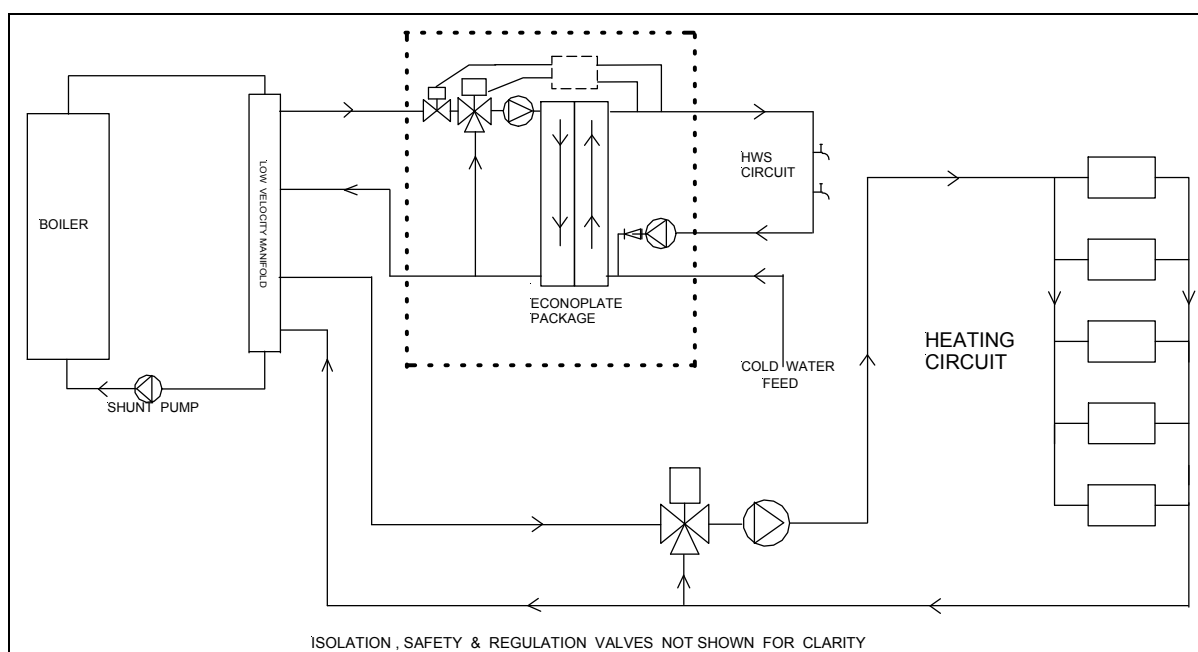 BOILER
SHUNT PUMP
LOW VELOCITY MANIFOLD
ECONOPLATE
PACKAGE
HWS
CIRCUIT
COLD WATER
FEED
HEATING
CIRCUIT
ISOLATION , SAFETY & REGULATION VALVES NOT SHOWN FOR CLARITY